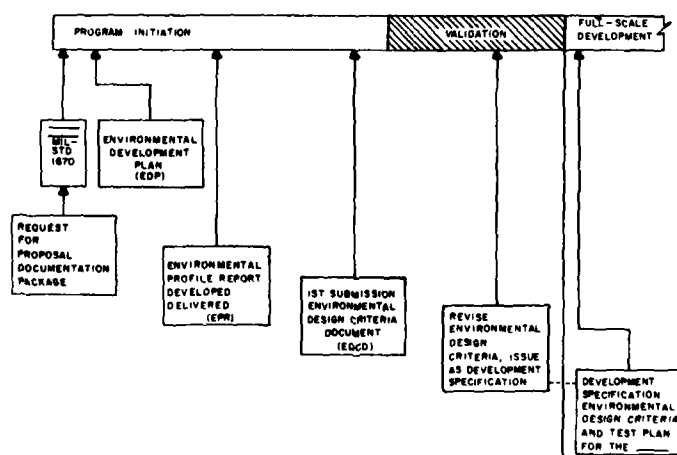 PROGRAM INITIATION
VALIDATION
FULL-SCALE
DEVELOPMENT
MIL-
STD
1670
ENVIRONMENTAL
DEVELOPMENT
PLAN
(EDP)
REQUEST
FOR
PROPOSAL
DOCUMENTATION
PACKAGE
ENVIRONMENTAL
PROFILE REPORT
DEVELOPED
DELIVERED
(EPR)
IST SUBMISSION
ENVIRONMENTAL
DESIGN CRITERIA
DOCUMENT
(EDCD)
REVISE
ENVIRONMENTAL
DESIGN
CRITERIA, ISSUE
AS DEVELOPMENT
SPECIFICATION
DEVELOPMENT
SPECIFICATION
ENVIRONMENTAL
DESIGN CRITERIA
AND TEST PLAN
FOR THE ____